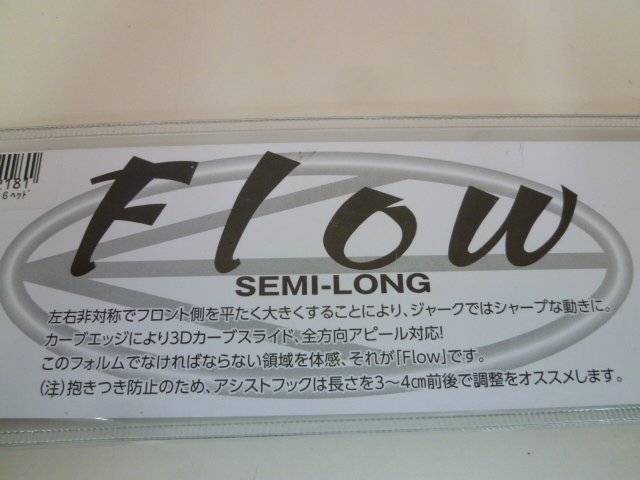 2181
Gヘッド
Flow
SEMI-LONG
左右非対称でフロント側を平たく大きくすることにより、ジャークではシャープな動きに。
カーブエッジにより3Dカーブスライド、全方向アピール対応!
このフォルムでなければならない領域を体感、それが「Flow」です。
(注)抱きつき防止のため、アシストフックは長さを3〜4㎝前後で調整をオススメします。